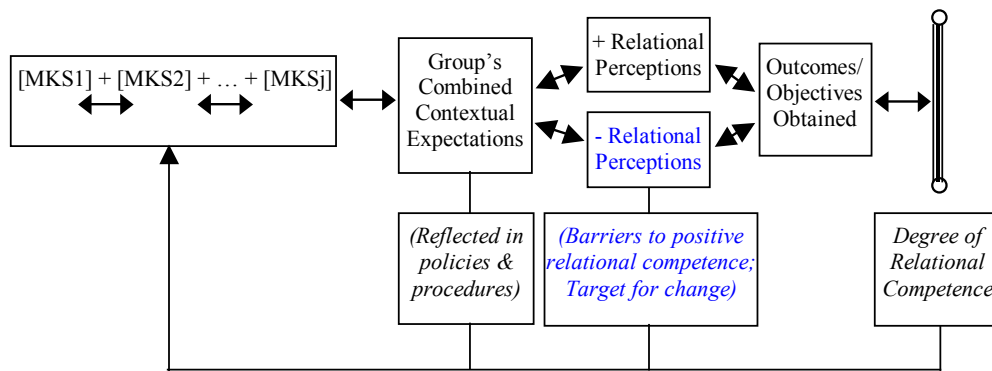 [MKS1] + [MKS2] + … + [MKSj]
Group's
Combined
Contextual
Expectations
+ Relational
Perceptions
- Relational
Perceptions
Outcomes/
Objectives
Obtained
(Reflected in
policies &
procedures)
(Barriers to positive
relational competence;
Target for change)
Degree of
Relational
Competence